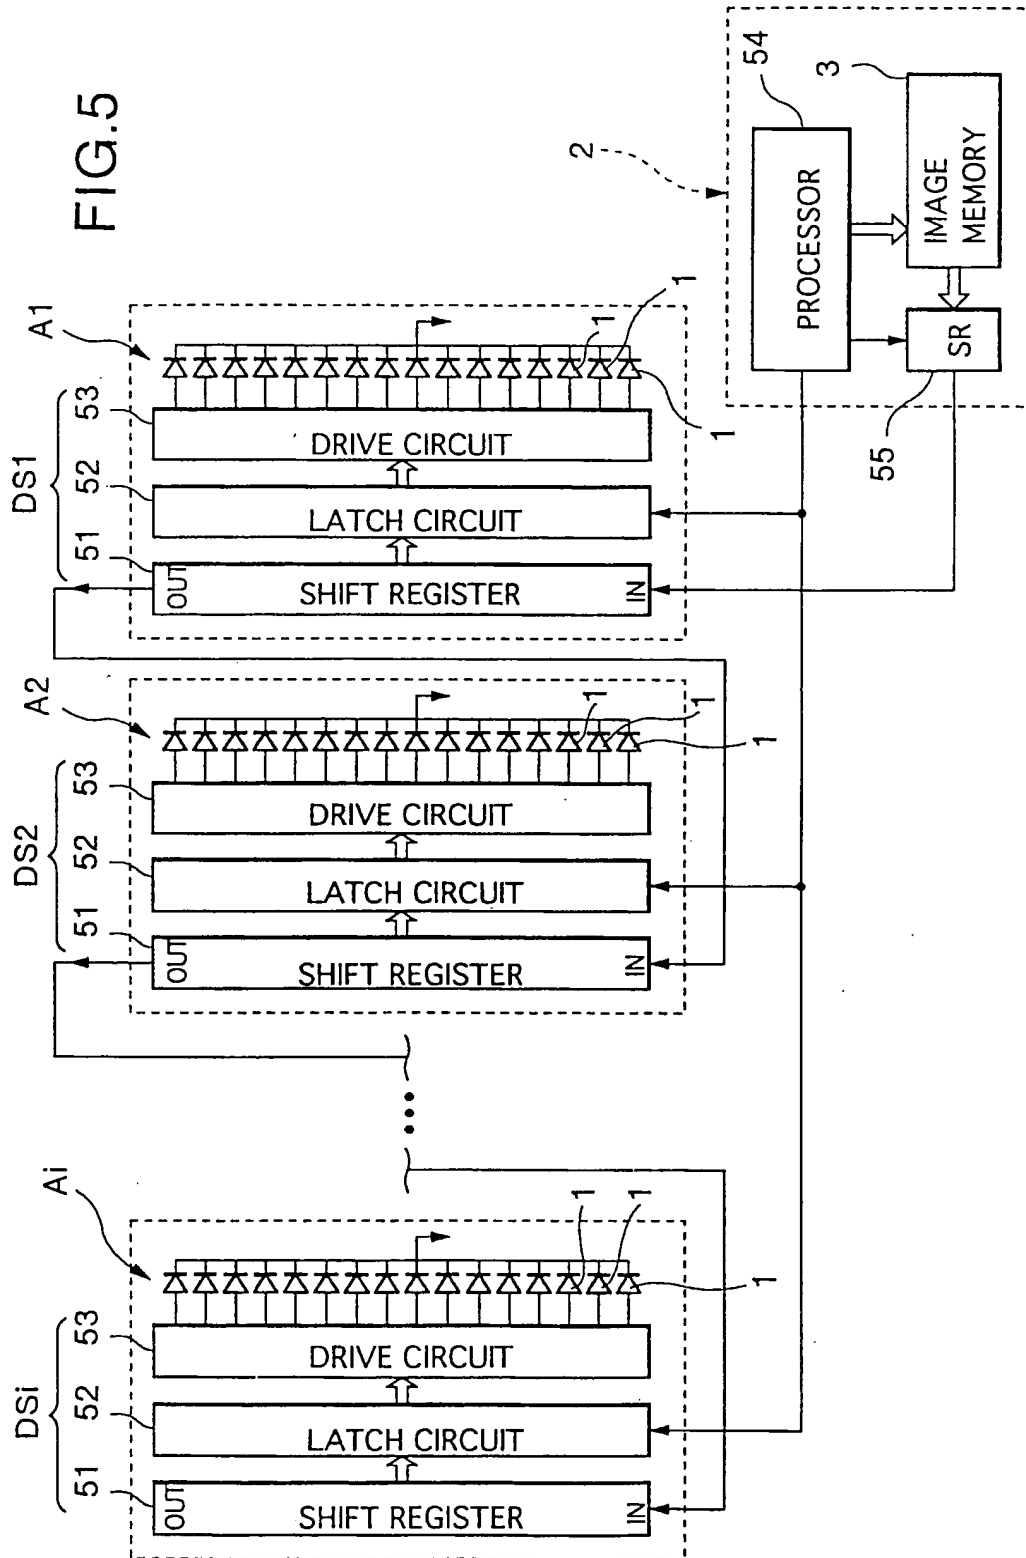 FIG.5
DSi
51
52
53
Ai
OUT
SHIFT REGISTER
IN
LATCH CIRCUIT
DRIVE CIRCUIT
1
1
1
DS2
51
52
53
A2
OUT
SHIFT REGISTER
IN
LATCH CIRCUIT
DRIVE CIRCUIT
1
1
1
DS1
51
52
53
A1
OUT
SHIFT REGISTER
IN
LATCH CIRCUIT
DRIVE CIRCUIT
1
1
1
2
PROCESSOR
54
IMAGE
MEMORY
3
SR
55